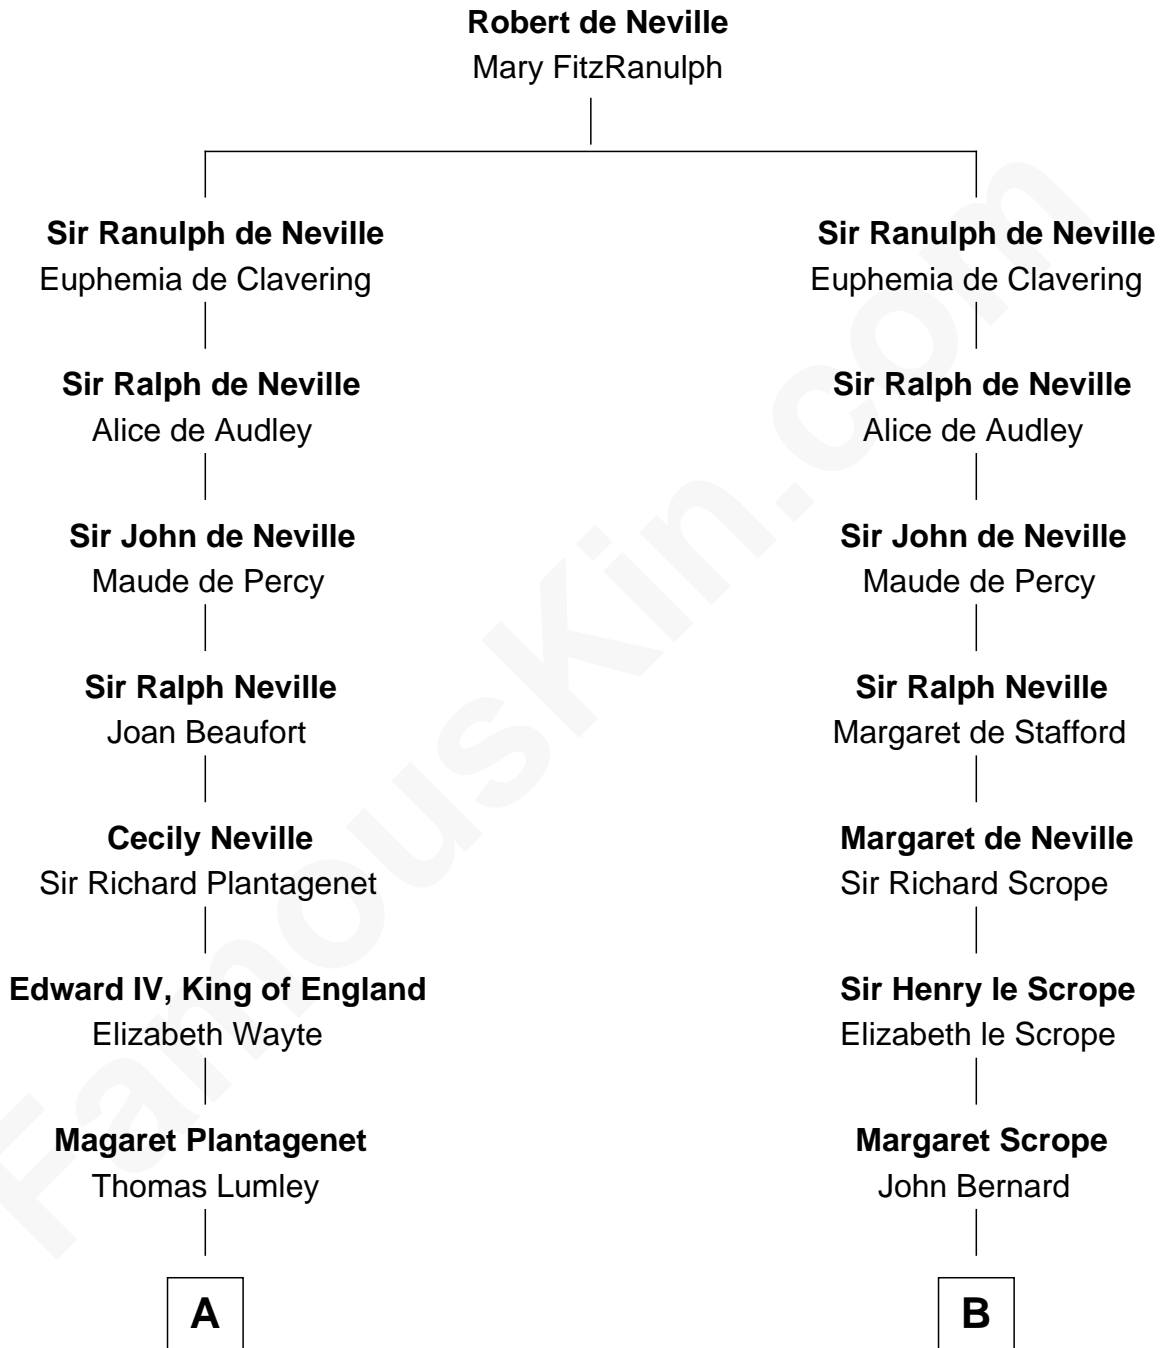 Robert de Neville
Mary FitzRanulph
Sir Ranulph de Neville
Euphemia de Clavering
Sir Ranulph de Neville
Euphemia de Clavering
Sir Ralph de Neville
Alice de Audley
Sir Ralph de Neville
Alice de Audley
Sir John de Neville
Maude de Percy
Sir John de Neville
Maude de Percy
Sir Ralph Neville
Joan Beaufort
Sir Ralph Neville
Margaret de Stafford
Cecily Neville
Sir Richard Plantagenet
Margaret de Neville
Sir Richard Scrope
Edward IV, King of England
Elizabeth Wayte
Sir Henry le Scrope
Elizabeth le Scrope
Magaret Plantagenet
Thomas Lumley
Margaret Scrope
John Bernard
A
B
FamousKin.com